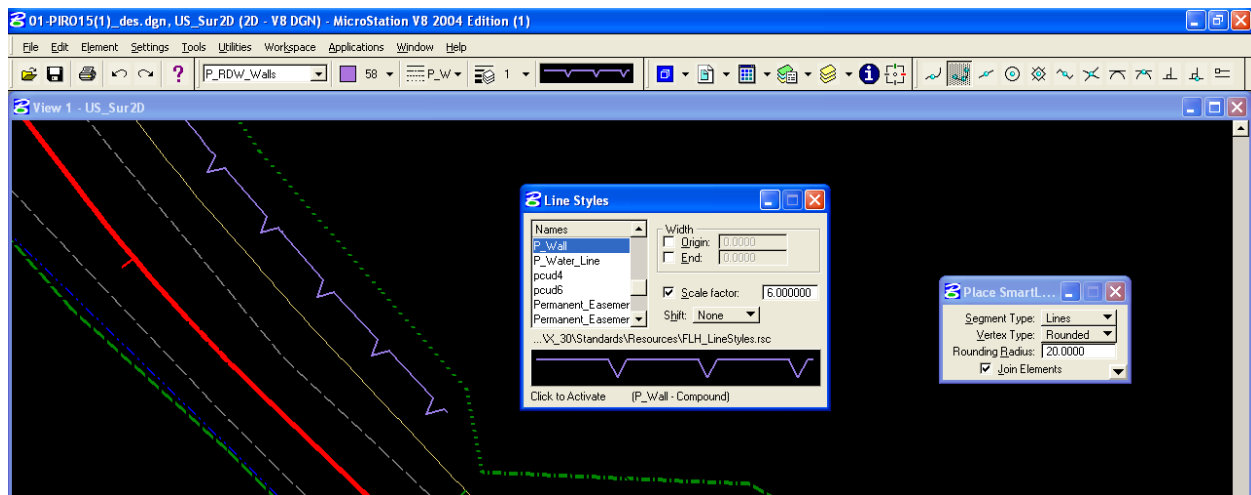 01-PIRO15(1)_des.dgn, US_Sur2D (2D - V8 DGN) - MicroStation V8 2004 Edition (1)
File Edit Element Settings Tools Utilities Workspace Applications Window Help
P_RDW_Walls 58 P_W 1
View 1 - US_Sur2D
Line Styles
Names
P_Wall
P_Water_Line
pcud4
pcud6
Permanent_Easemer
Permanent_Easemer
Width
Origin: 0.0000
End: 0.0000
Scale factor: 6.000000
Shift: None
...\X_30\Standards\Resources\FLH_LineStyles.rsc
Click to Activate (P_Wall - Compound)
Place SmartL...
Segment Type: Lines
Vertex Type: Rounded
Rounding Radius: 20.0000
Join Elements